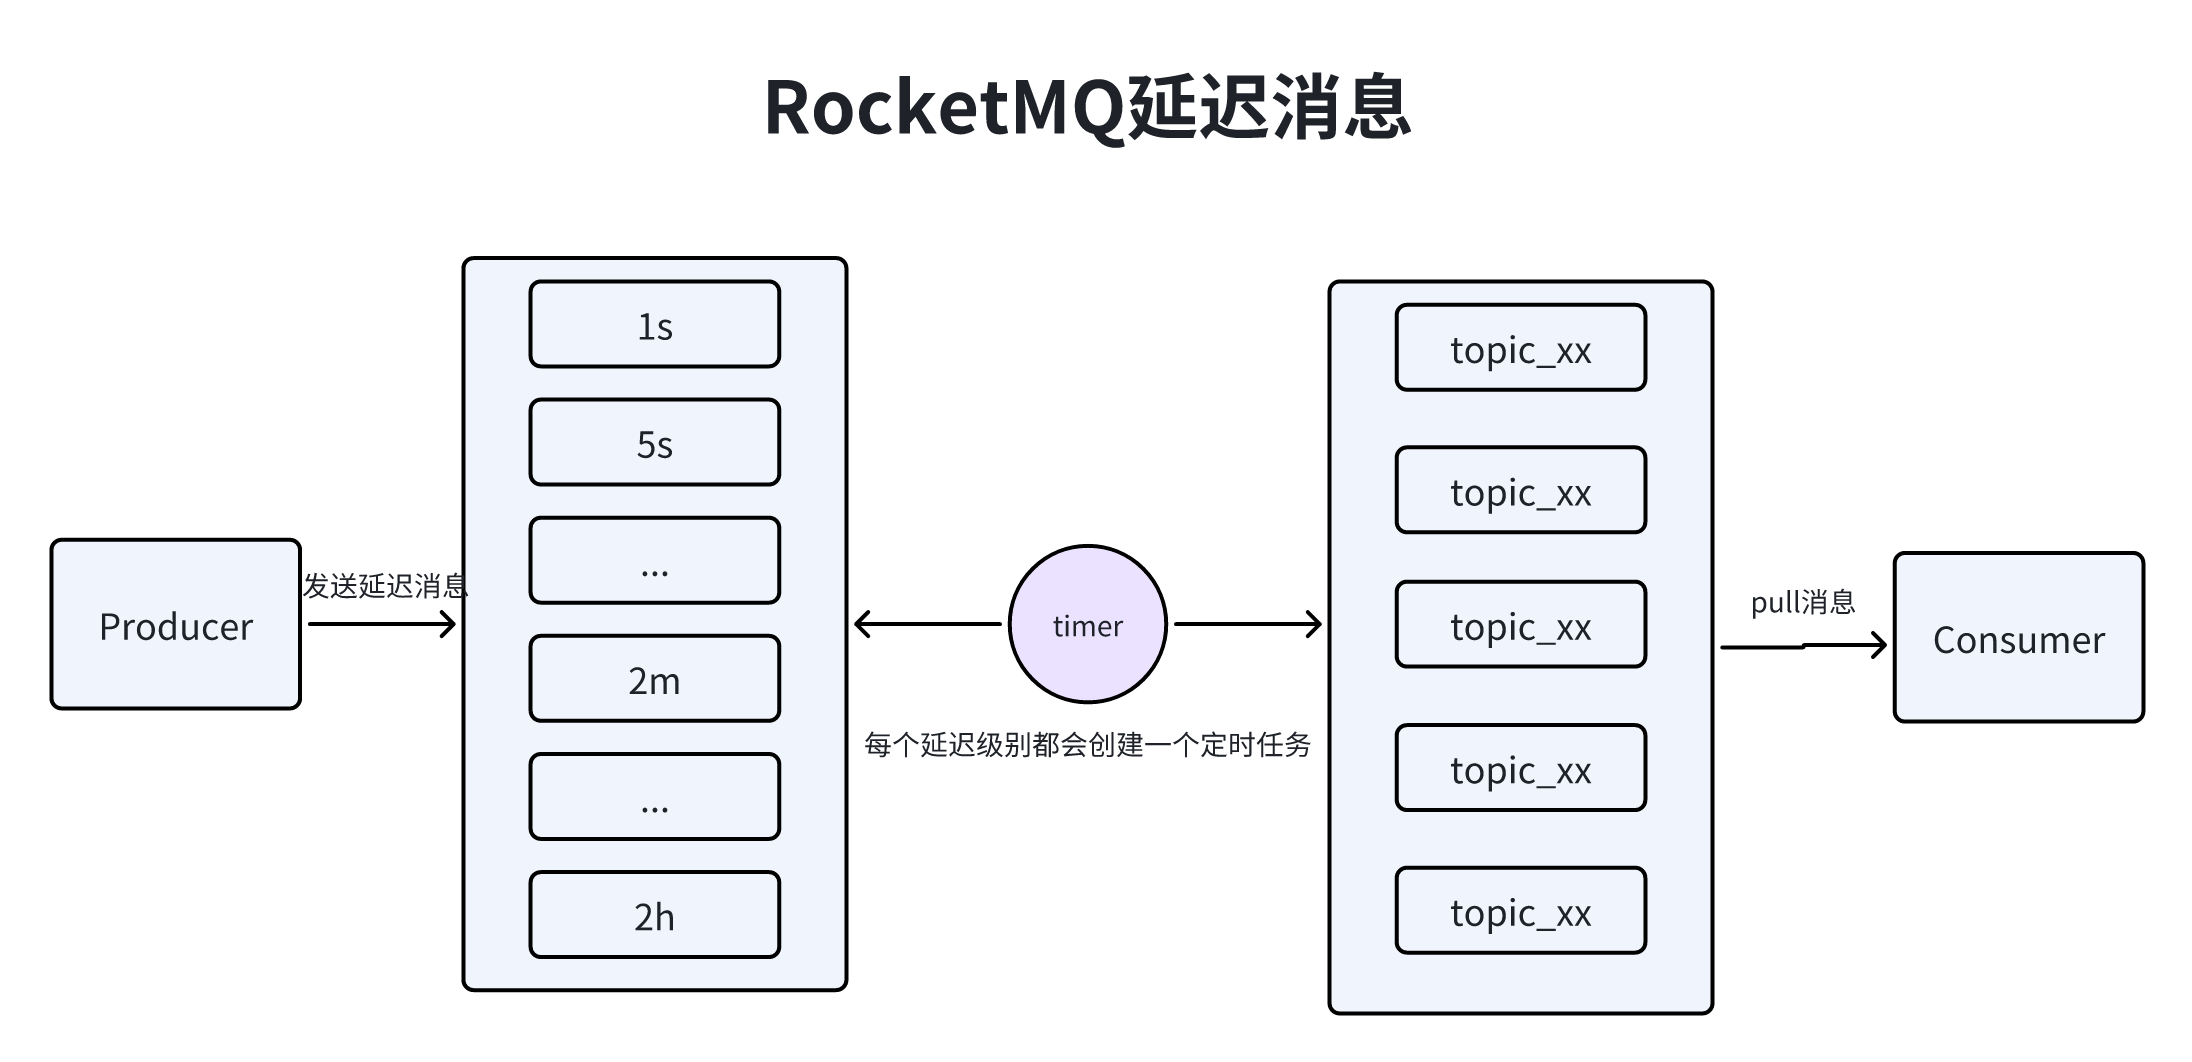 RocketMQ延迟消息
Producer
发送延迟消息
1s
5s
...
2m
...
2h
timer
每个延迟级别都会创建一个定时任务
topic_xx
topic_xx
topic_xx
topic_xx
topic_xx
pull消息
Consumer